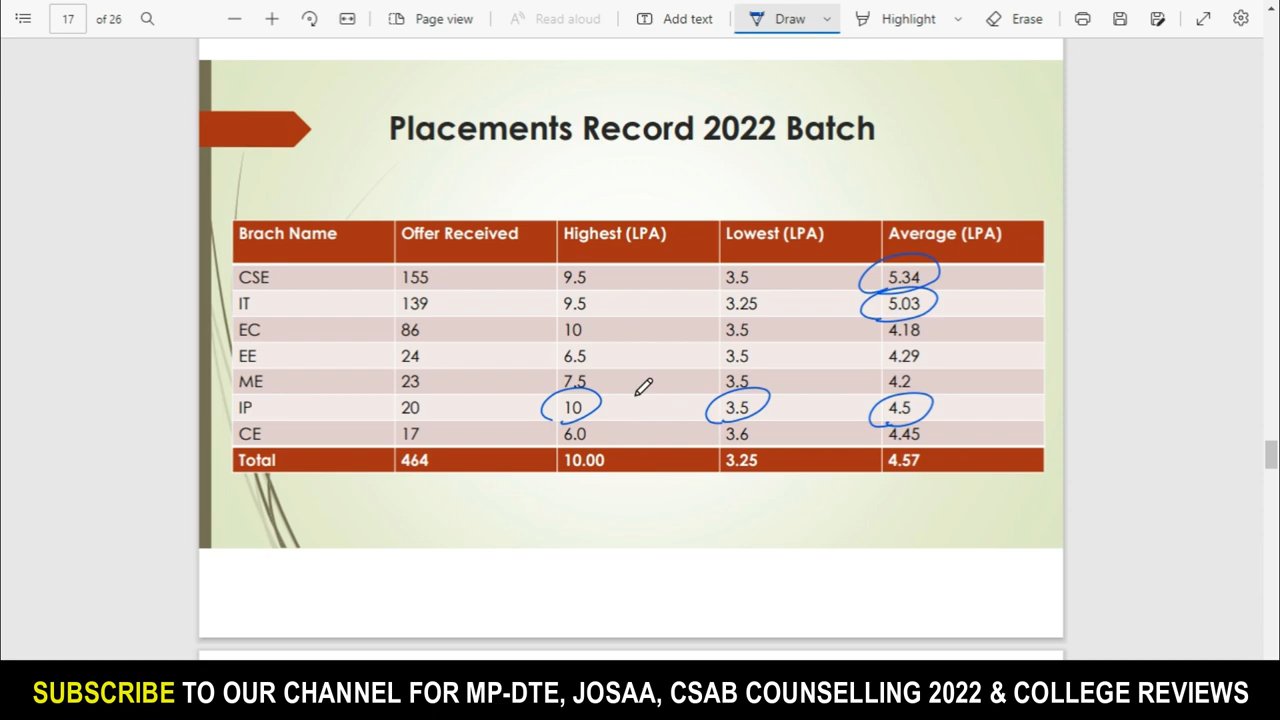 17 of 26 Page view Read aloud Add text Draw Highlight Erase
Placements Record 2022 Batch
Brach Name Offer Received Highest (LPA) Lowest (LPA) Average (LPA)
CSE 155 9.5 3.5 5.34
IT 139 9.5 3.25 5.03
EC 86 10 3.5 4.18
EE 24 6.5 3.5 4.29
ME 23 7.5 3.5 4.2
IP 20 10 3.5 4.5
CE 17 6.0 3.6 4.45
Total 464 10.00 3.25 4.57
SUBSCRIBE TO OUR CHANNEL FOR MP-DTE, JOSAA, CSAB COUNSELLING 2022 & COLLEGE REVIEWS